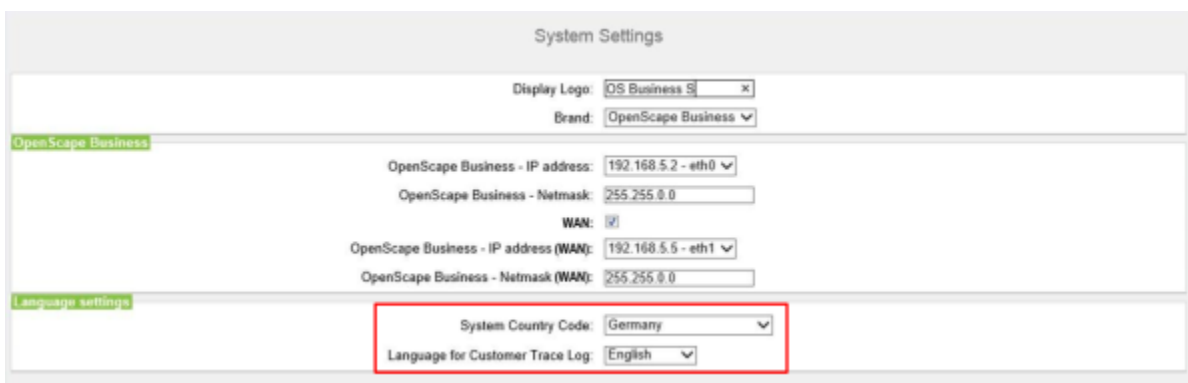 System Settings
Display Logo: OS Business S ×
Brand: OpenScape Business
OpenScape Business
OpenScape Business - IP address: 192.168.5.2 - eth0
OpenScape Business - Netmask: 255.255.0.0
WAN:
OpenScape Business - IP address (WAN): 192.168.5.5 - eth1
OpenScape Business - Netmask (WAN): 255.255.0.0
Language settings
System Country Code: Germany
Language for Customer Trace Log: English